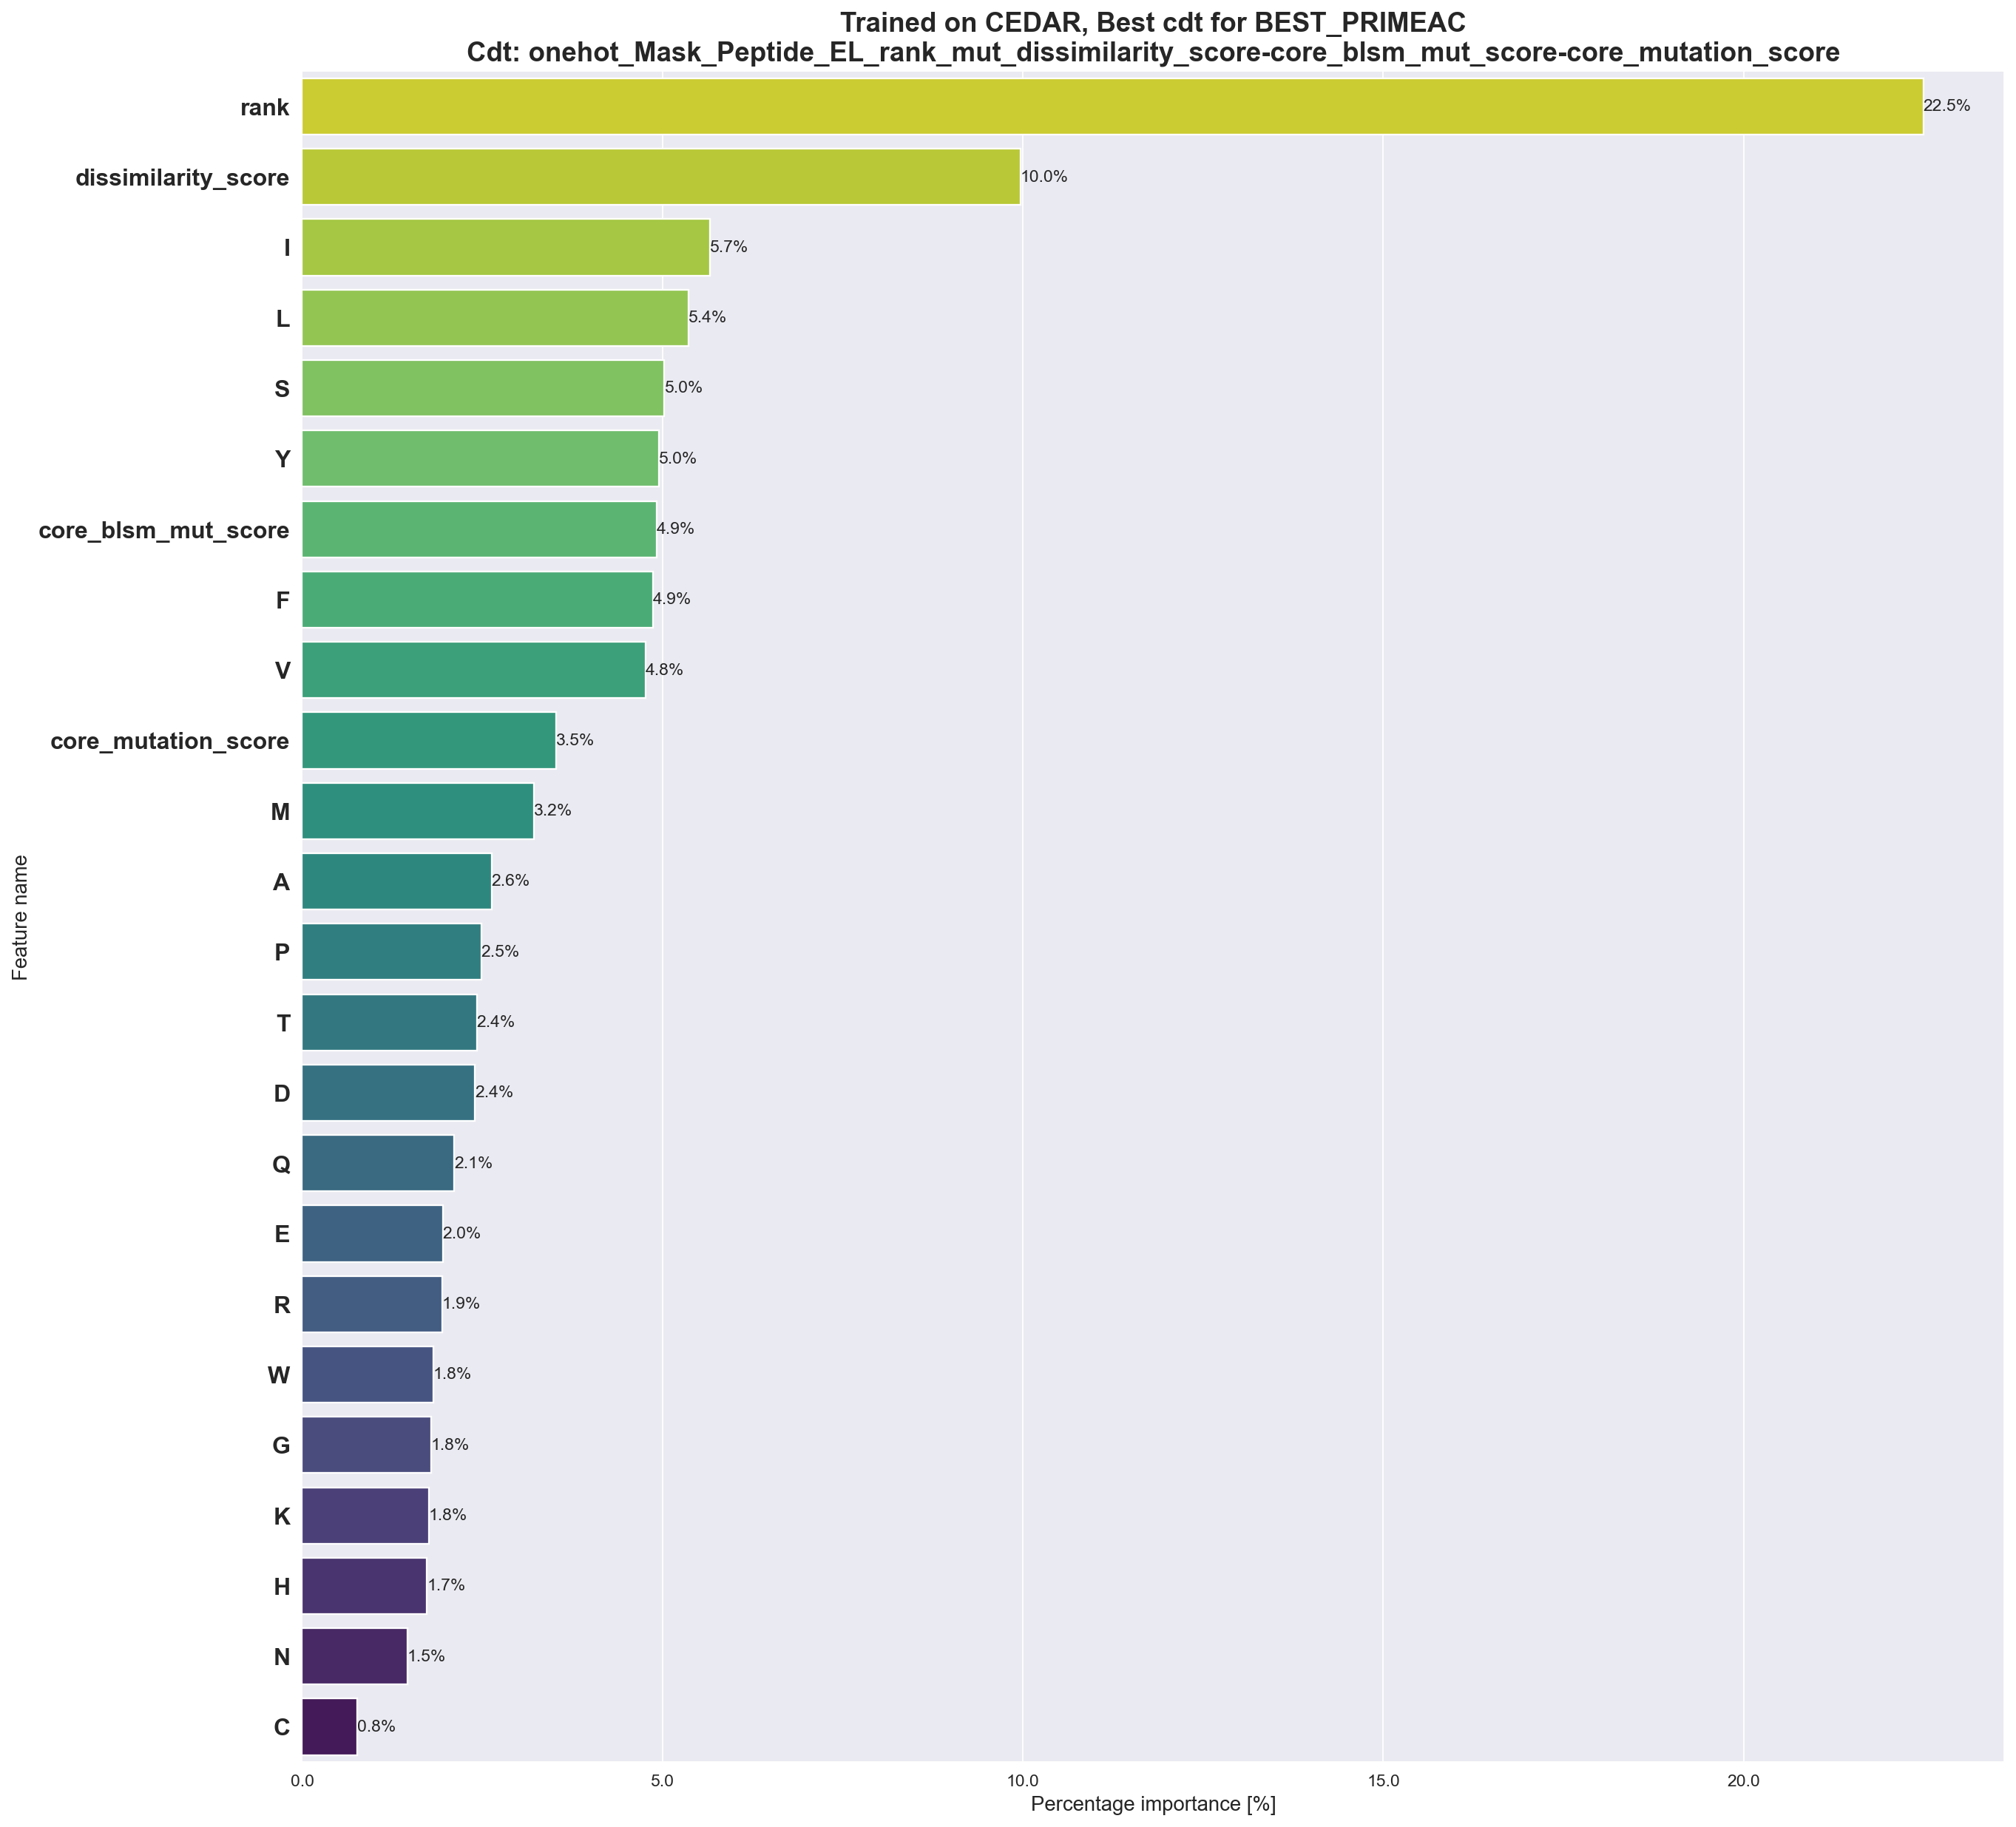 Trained on CEDAR, Best cdt for BEST_PRIMEAC
Cdt: onehot_Mask_Peptide_EL_rank_mut_dissimilarity_score-core_blsm_mut_score-core_mutation_score
rank 22.5%
dissimilarity_score 10.0%
I 5.7%
L 5.4%
S 5.0%
Y 5.0%
core_blsm_mut_score 4.9%
F 4.9%
V 4.8%
core_mutation_score 3.5%
M 3.2%
A 2.6%
P 2.5%
T 2.4%
D 2.4%
Q 2.1%
E 2.0%
R 1.9%
W 1.8%
G 1.8%
K 1.8%
H 1.7%
N 1.5%
C 0.8%
Feature name
0.0 5.0 10.0 15.0 20.0
Percentage importance [%]